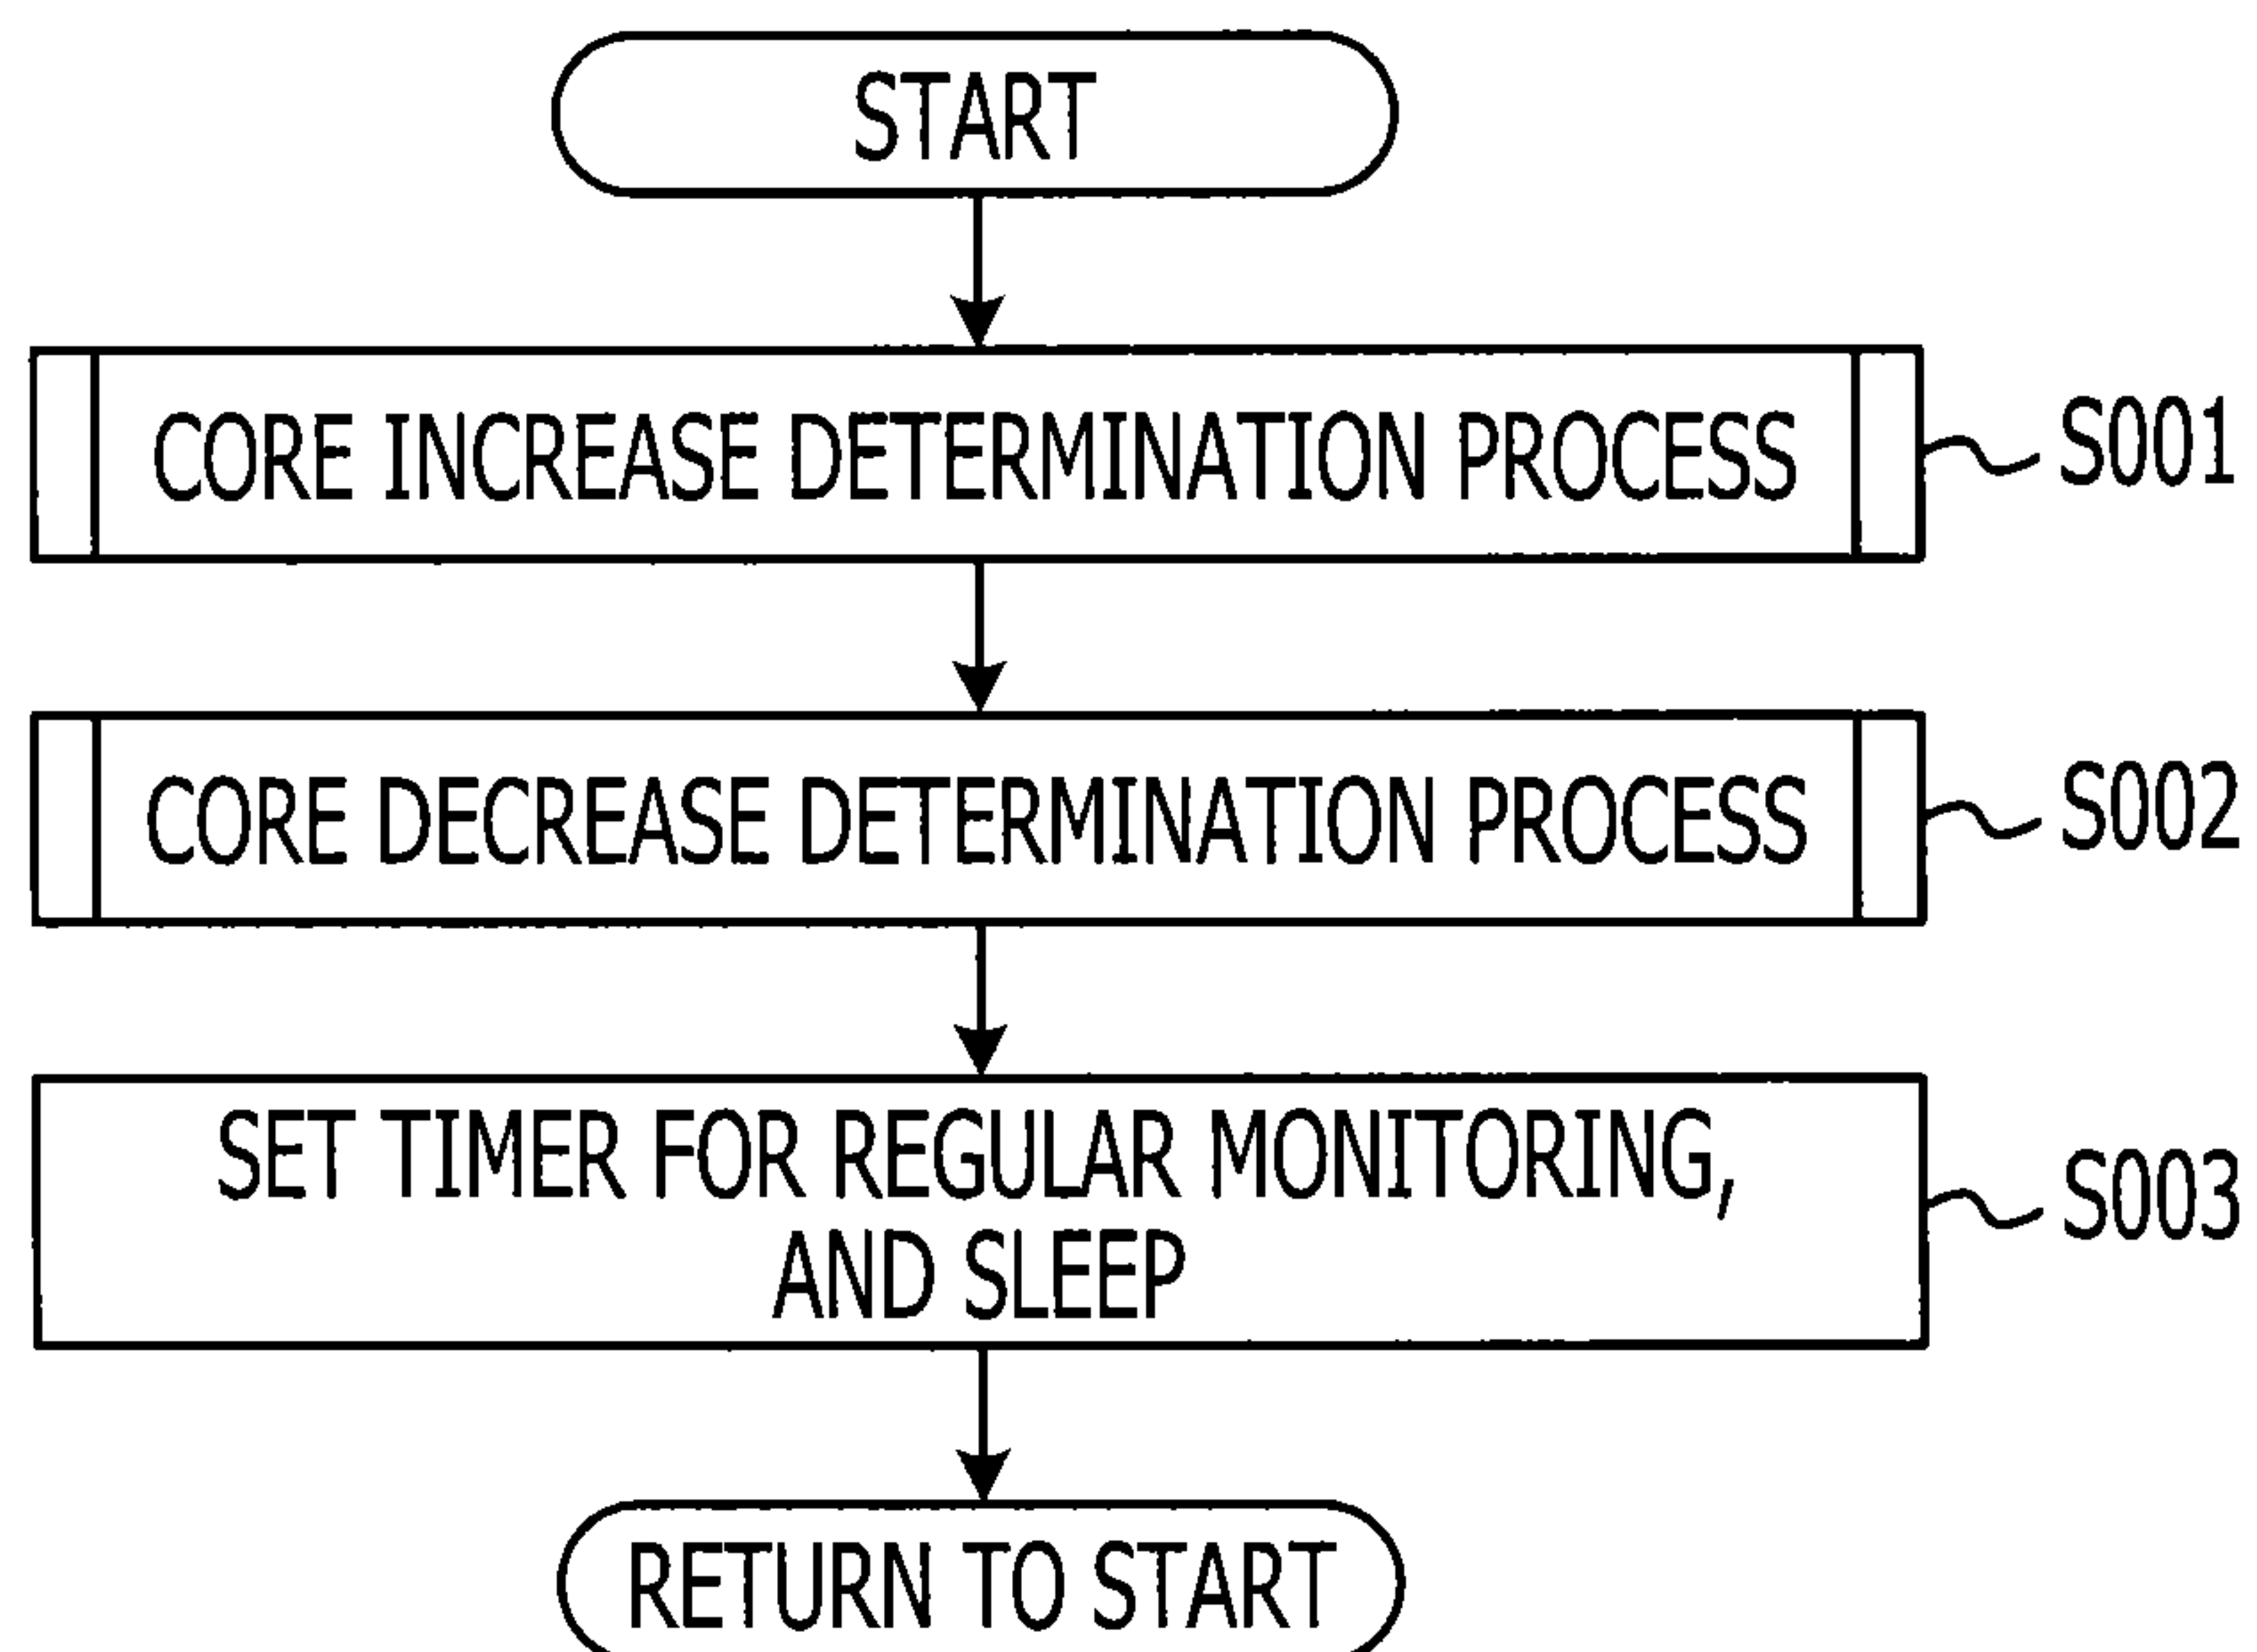 START
CORE INCREASE DETERMINATION PROCESS
S001
CORE DECREASE DETERMINATION PROCESS
S002
SET TIMER FOR REGULAR MONITORING,
AND SLEEP
S003
RETURN TO START